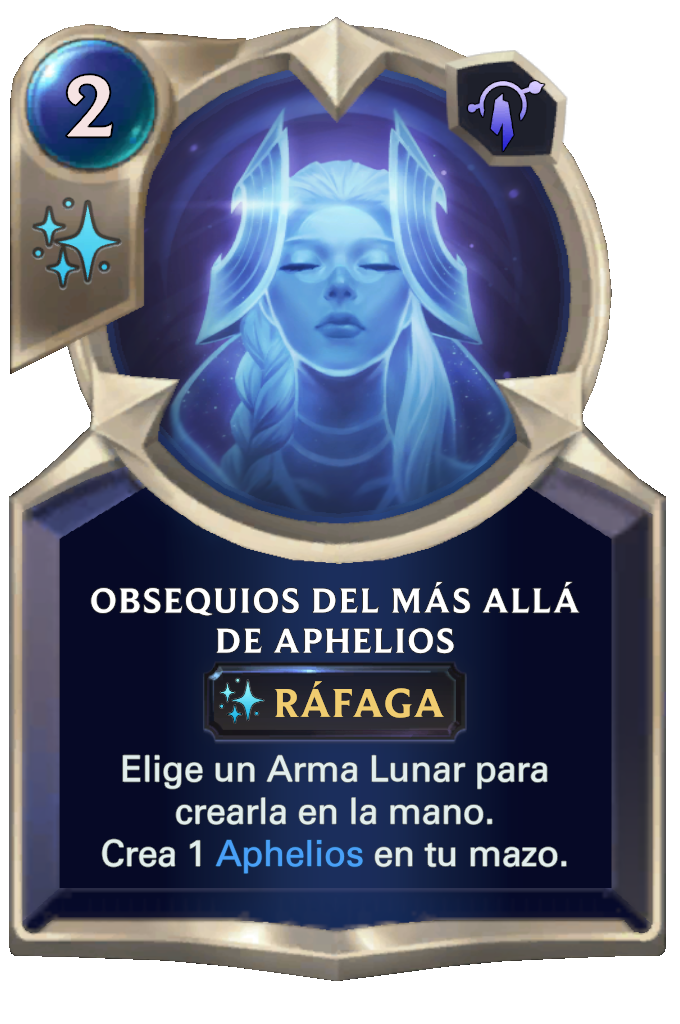 2
OBSEQUIOS DEL MÁS ALLÁ
DE APHELIOS
RÁFAGA
Elige un Arma Lunar para
crearla en la mano.
Crea 1 Aphelios en tu mazo.